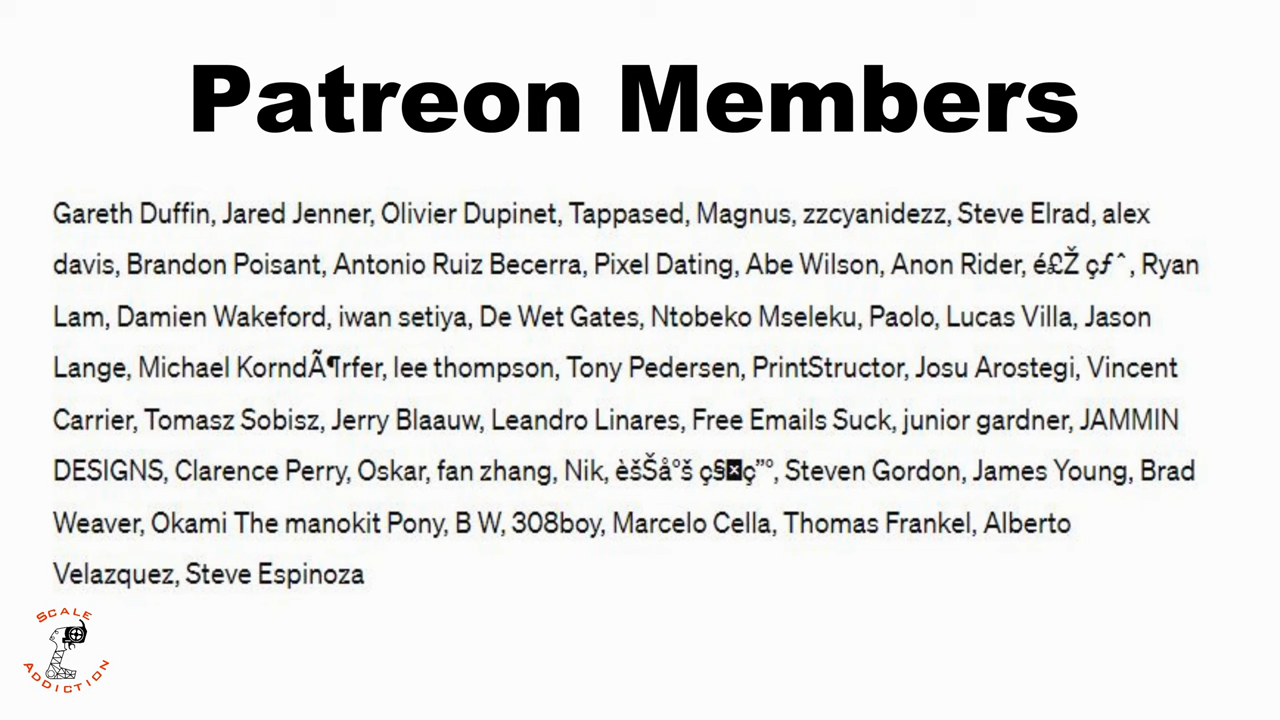 Patreon Members
Gareth Duffin, Jared Jenner, Olivier Dupinet, Tappased, Magnus, zzcyanidezz, Steve Elrad, alex
davis, Brandon Poisant, Antonio Ruiz Becerra, Pixel Dating, Abe Wilson, Anon Rider, é£Ž çƒˆ, Ryan
Lam, Damien Wakeford, iwan setiya, De Wet Gates, Ntobeko Mseleku, Paolo, Lucas Villa, Jason
Lange, Michael KorndÃ¶rfer, lee thompson, Tony Pedersen, PrintStructor, Josu Arostegi, Vincent
Carrier, Tomasz Sobisz, Jerry Blaauw, Leandro Linares, Free Emails Suck, junior gardner, JAMMIN
DESIGNS, Clarence Perry, Oskar, fan zhang, Nik, Steven Gordon, James Young, Brad
Weaver, Okami The manokit Pony, B W, 308boy, Marcelo Cella, Thomas Frankel, Alberto
Velazquez, Steve Espinoza
SCALE
ADDICTION